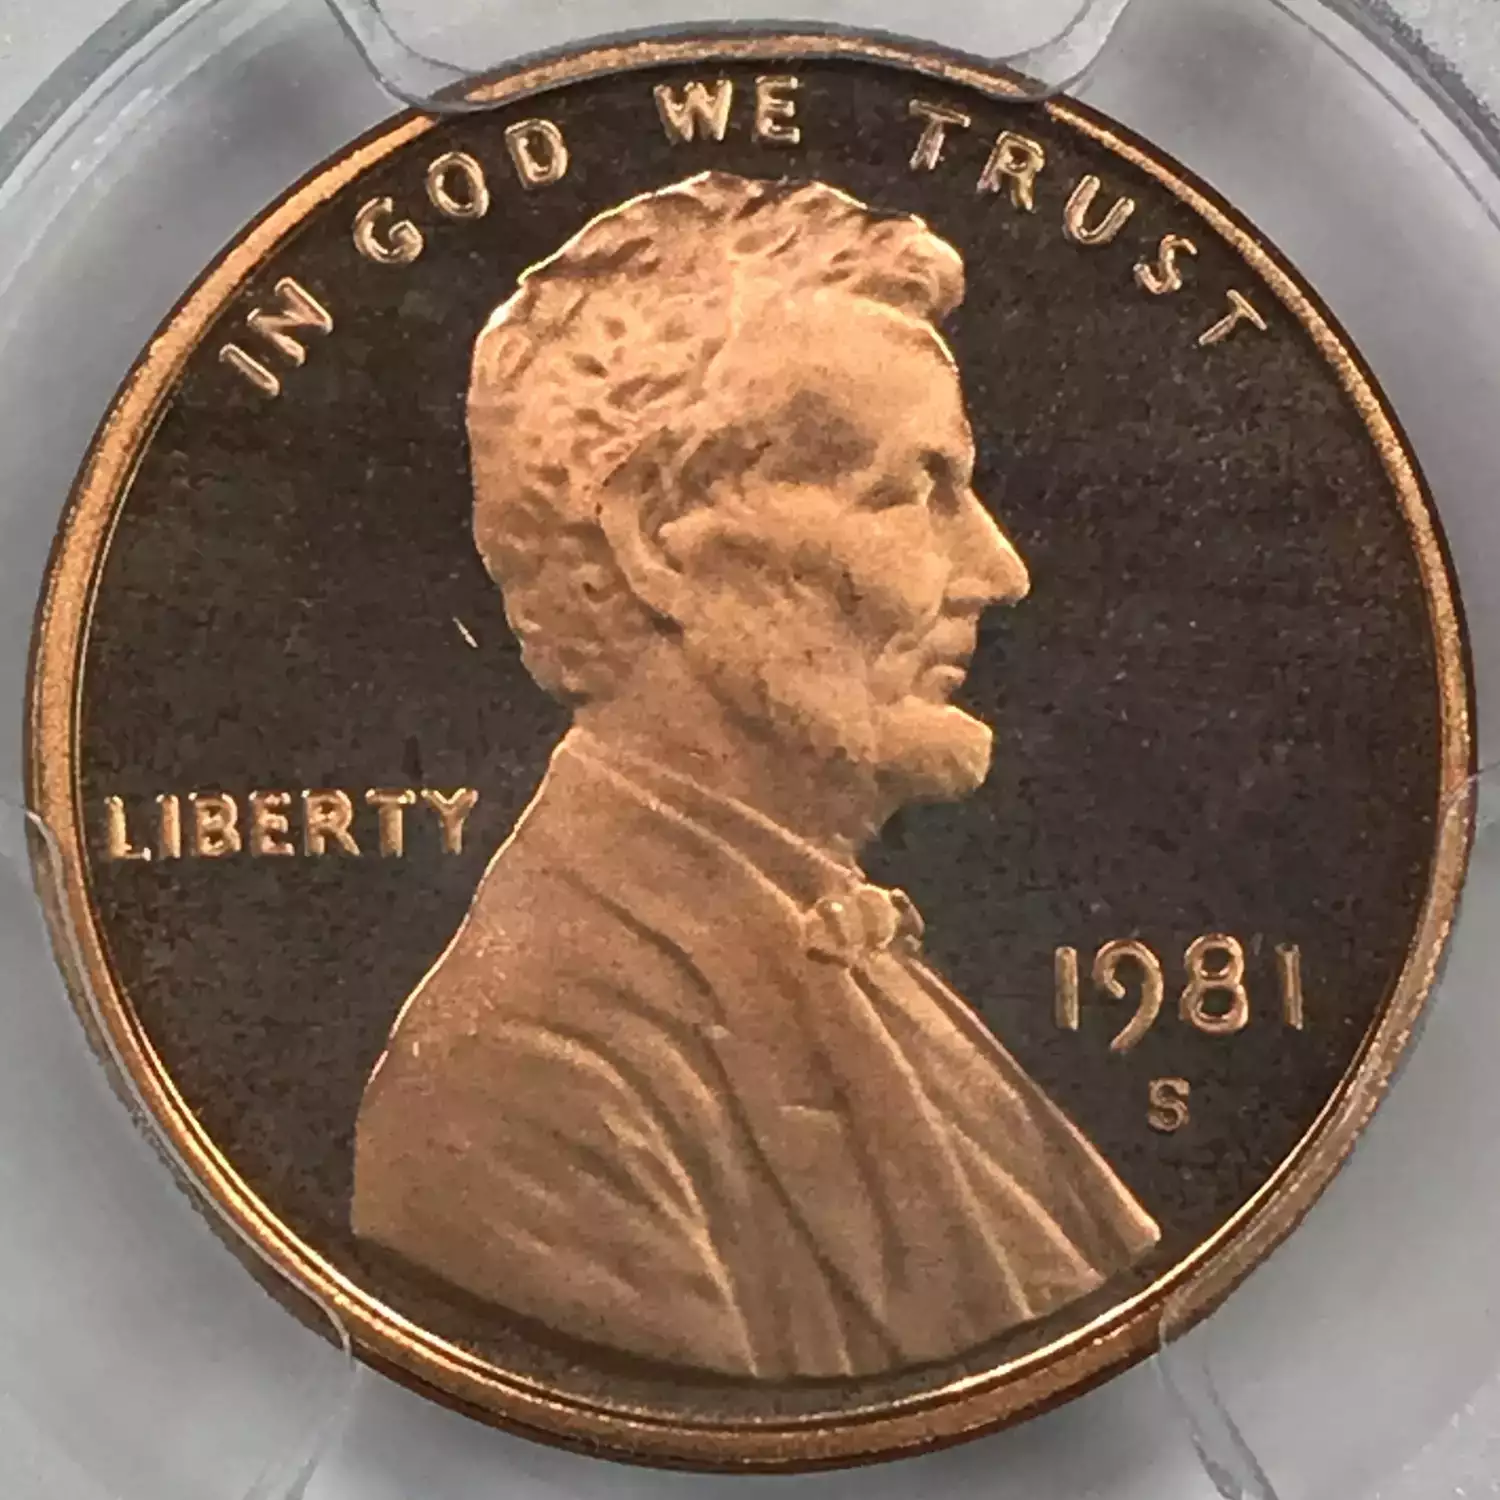 IN GOD WE TRUST
LIBERTY
1981
S